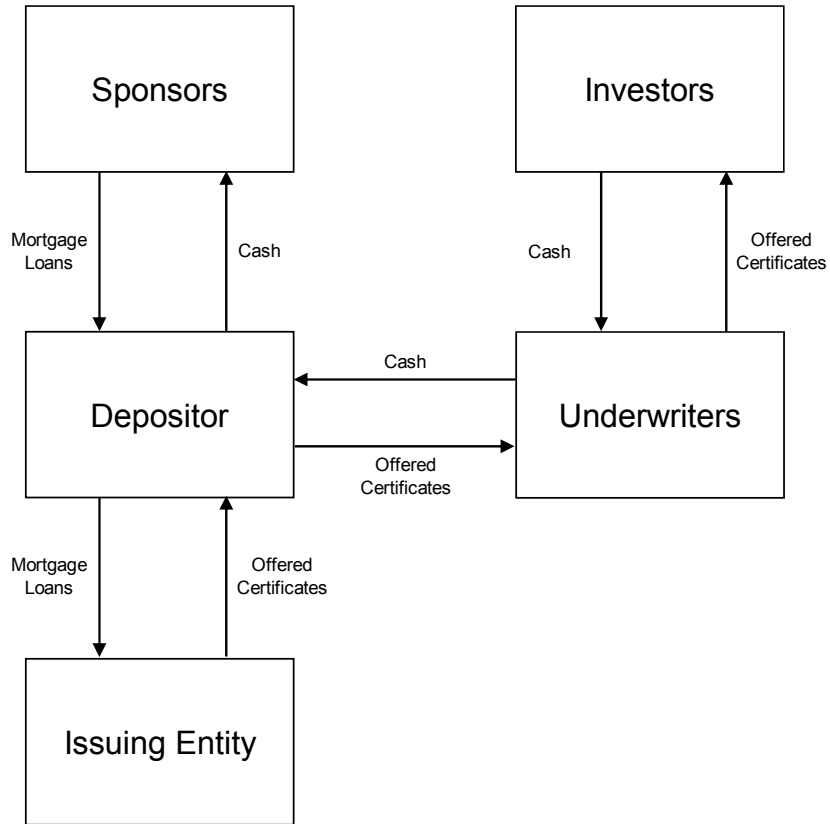 Sponsors
Investors
Mortgage
Loans
Cash
Cash
Offered
Certificates
Depositor
Cash
Offered
Certificates
Underwriters
Mortgage
Loans
Offered
Certificates
Issuing Entity